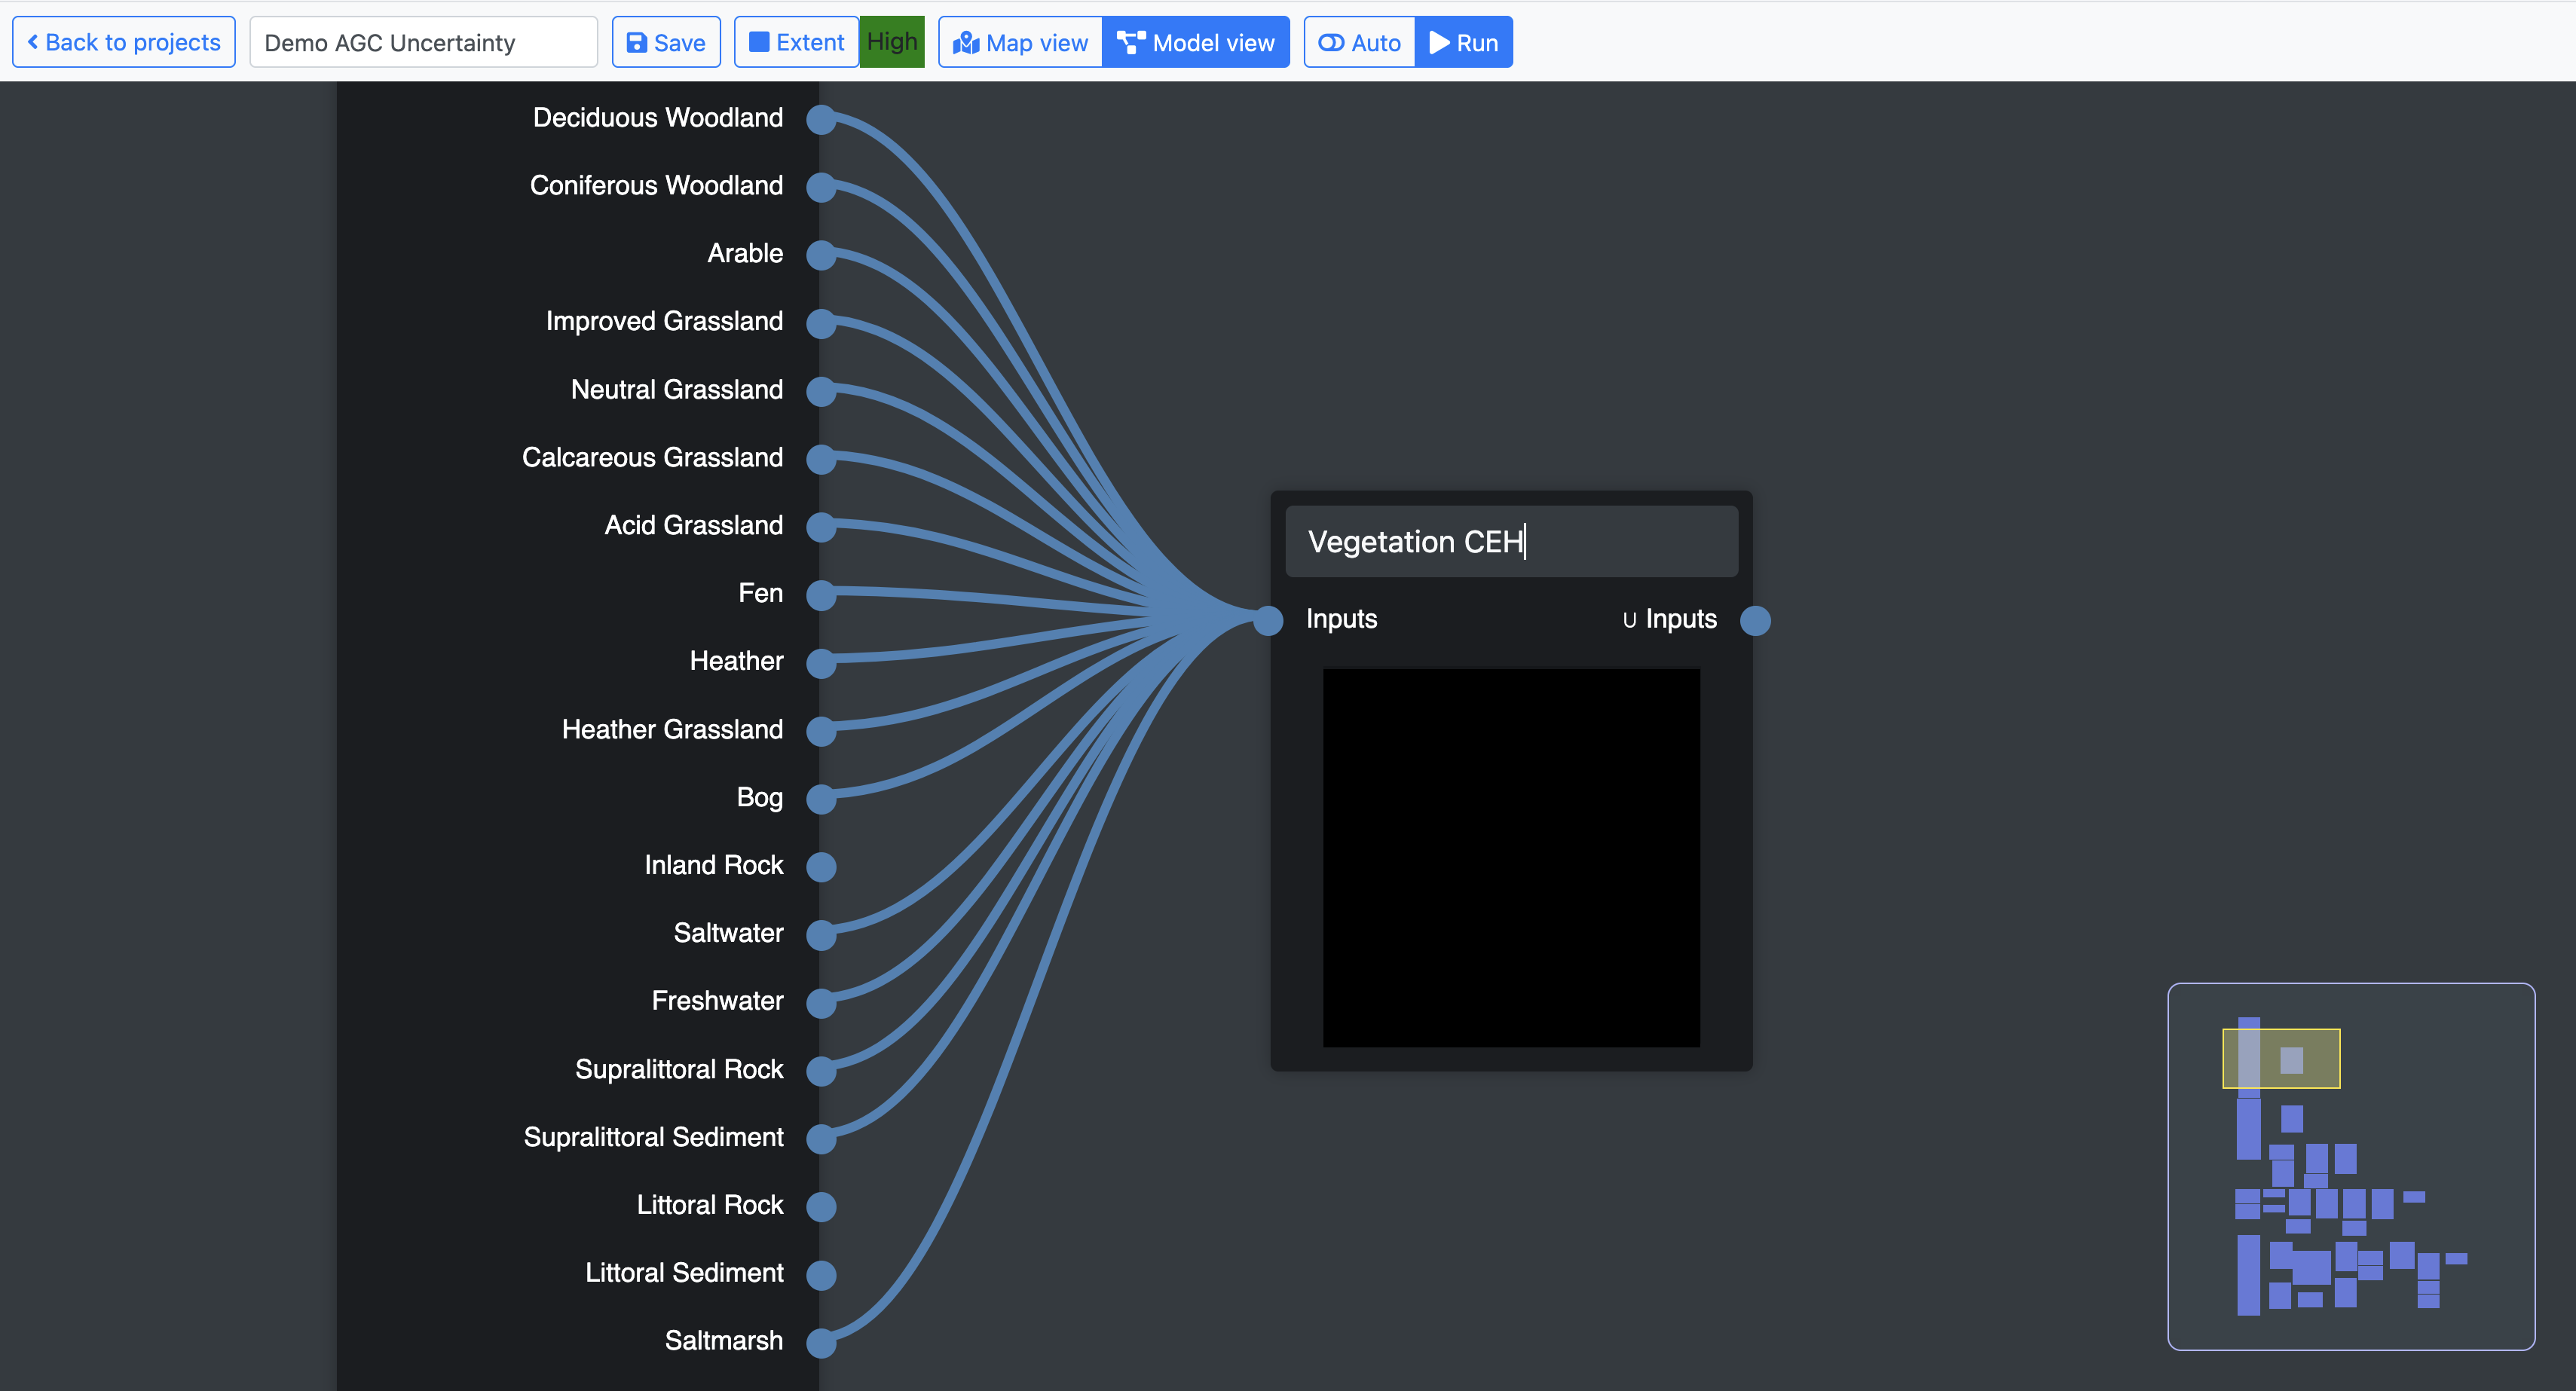 Back to projects
Demo AGC Uncertainty
Save
Extent
High
Map view
Model view
Auto
Run
Deciduous Woodland
Coniferous Woodland
Arable
Improved Grassland
Neutral Grassland
Calcareous Grassland
Acid Grassland
Fen
Heather
Heather Grassland
Bog
Inland Rock
Saltwater
Freshwater
Supralittoral Rock
Supralittoral Sediment
Littoral Rock
Littoral Sediment
Saltmarsh
Vegetation CEH
Inputs
∪ Inputs